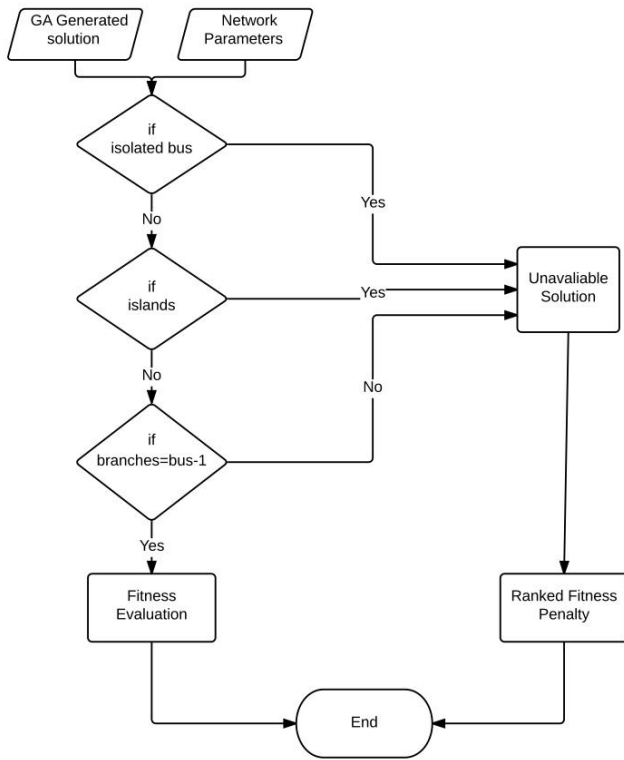 GA Generated
solution
Network
Parameters
if
isolated bus
Yes
No
if
islands
Yes
Unavaliable
Solution
No
No
if
branches=bus-1
Yes
Fitness
Evaluation
Ranked Fitness
Penalty
End